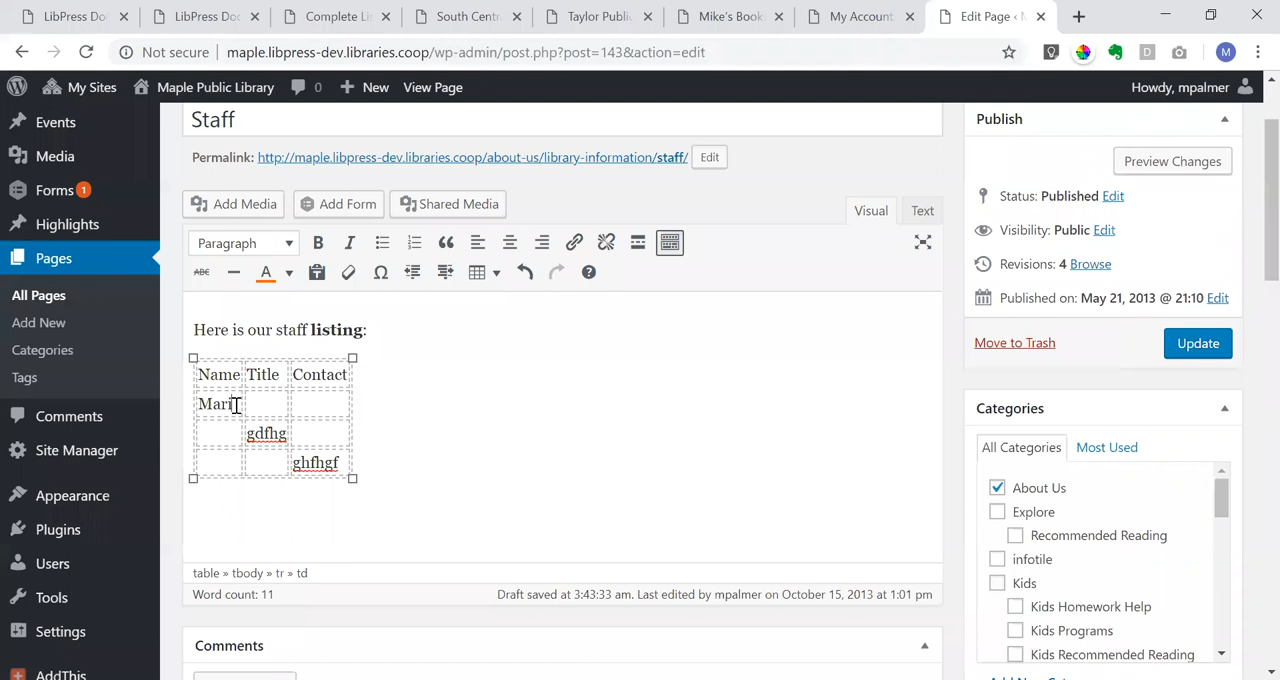 LibPress Do
LibPress Doc
Complete Lis
South Centr
Taylor Public
Mike's Books
My Account
Edit Page ‹ M
Not secure
maple.libpress-dev.libraries.coop/wp-admin/post.php?post=143&action=edit
D
M
My Sites
Maple Public Library
0
New
View Page
Howdy, mpalmer
Events
Media
Forms 1
Highlights
Pages
All Pages
Add New
Categories
Tags
Comments
Site Manager
Appearance
Plugins
Users
Tools
Settings
AddThis
Staff
Permalink: http://maple.libpress-dev.libraries.coop/about-us/library-information/staff/ Edit
Add Media
Add Form
Shared Media
Visual
Text
Paragraph
B
I
ABC
A
Here is our staff listing:
Name Title Contact
Mari
gdfhg
ghfhgf
table » tbody » tr » td
Word count: 11
Draft saved at 3:43:33 am. Last edited by mpalmer on October 15, 2013 at 1:01 pm
Comments
Publish
Preview Changes
Status: Published Edit
Visibility: Public Edit
Revisions: 4 Browse
Published on: May 21, 2013 @ 21:10 Edit
Move to Trash
Update
Categories
All Categories
Most Used
About Us
Explore
Recommended Reading
infotile
Kids
Kids Homework Help
Kids Programs
Kids Recommended Reading